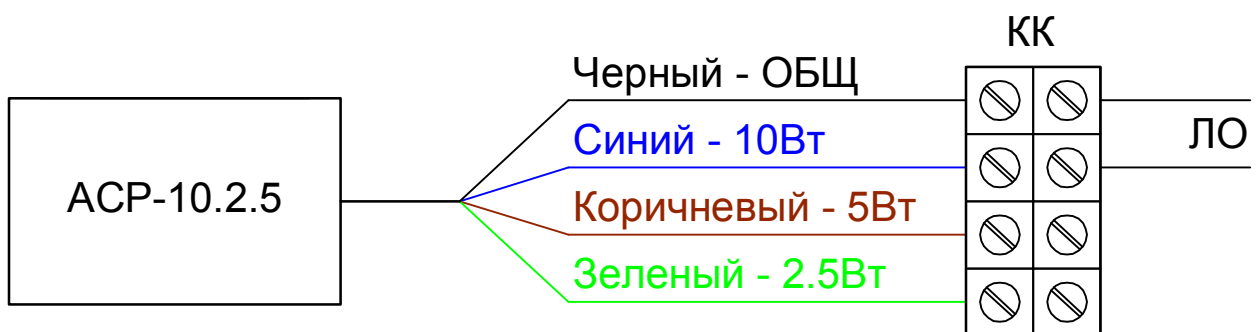 КК
Черный - ОБЩ
ЛО
Синий - 10Вт
АСР-10.2.5
Коричневый - 5Вт
Зеленый - 2.5Вт